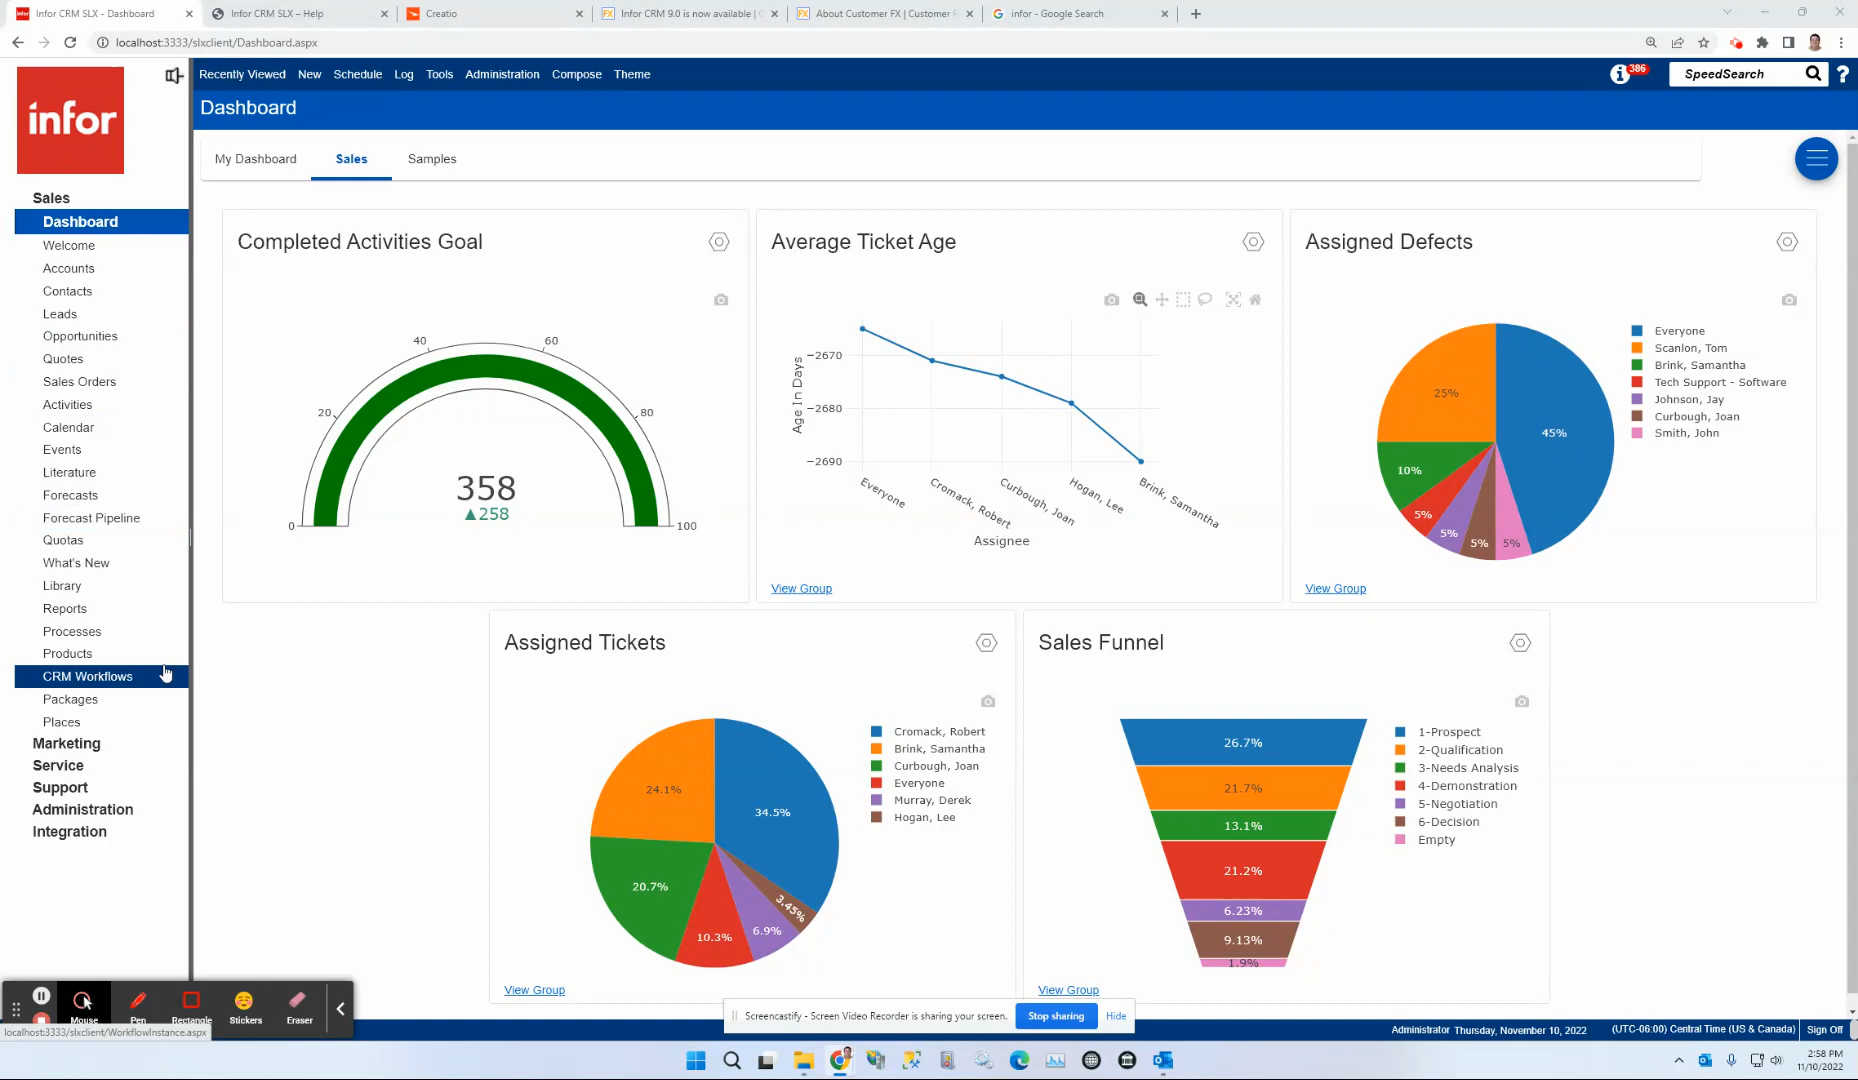 Infor CRM SLX - Dashboard
Infor CRM SLX – Help
Creatio
Infor CRM 9.0 is now available | C
About Customer FX | Customer F
infor - Google Search
localhost:3333/slxclient/Dashboard.aspx
infor
Recently Viewed New Schedule Log Tools Administration Compose Theme
386
SpeedSearch
?
Dashboard
My Dashboard Sales Samples
Sales
Dashboard
Welcome
Accounts
Contacts
Leads
Opportunities
Quotes
Sales Orders
Activities
Calendar
Events
Literature
Forecasts
Forecast Pipeline
Quotas
What's New
Library
Reports
Processes
Products
CRM Workflows
Packages
Places
Marketing
Service
Support
Administration
Integration
Completed Activities Goal
0
20
40
60
80
100
358
▲258
Average Ticket Age
Age In Days
−2670
−2680
−2690
Everyone
Cromack, Robert
Curbough, Joan
Hogan, Lee
Brink, Samantha
Assignee
View Group
Assigned Defects
45%
25%
10%
5%
5%
5%
5%
Everyone
Scanlon, Tom
Brink, Samantha
Tech Support - Software
Johnson, Jay
Curbough, Joan
Smith, John
View Group
Assigned Tickets
34.5%
24.1%
20.7%
10.3%
6.9%
3.45%
Cromack, Robert
Brink, Samantha
Curbough, Joan
Everyone
Murray, Derek
Hogan, Lee
View Group
Sales Funnel
26.7%
21.7%
13.1%
21.2%
6.23%
9.13%
1.9%
1-Prospect
2-Qualification
3-Needs Analysis
4-Demonstration
5-Negotiation
6-Decision
Empty
View Group
Mouse Pen Rectangle Stickers Eraser
localhost:3333/slxclient/WorkflowInstance.aspx
Screencastify - Screen Video Recorder is sharing your screen. Stop sharing Hide
Administrator Thursday, November 10, 2022 (UTC-06:00) Central Time (US & Canada) Sign Off
2:58 PM
11/10/2022